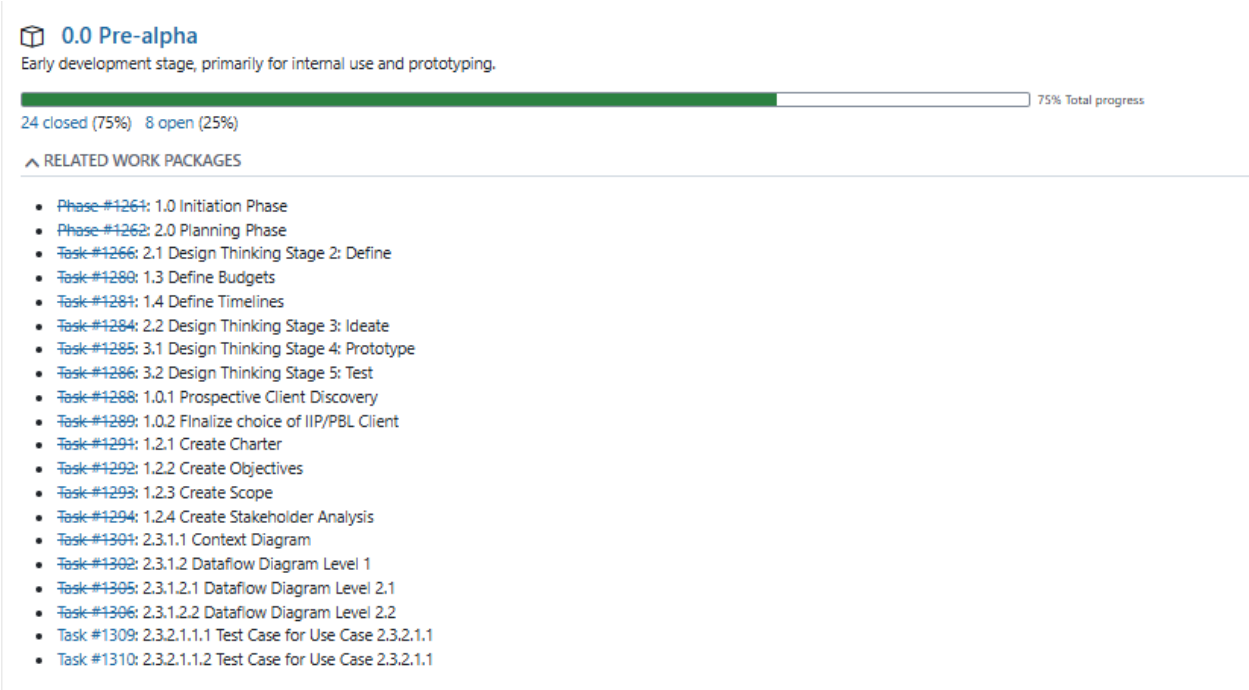 0.0 Pre-alpha
Early development stage, primarily for internal use and prototyping.
75% Total progress
24 closed (75%) 8 open (25%)
RELATED WORK PACKAGES
Phase #1261: 1.0 Initiation Phase
Phase #1262: 2.0 Planning Phase
Task #1266: 2.1 Design Thinking Stage 2: Define
Task #1280: 1.3 Define Budgets
Task #1281: 1.4 Define Timelines
Task #1284: 2.2 Design Thinking Stage 3: Ideate
Task #1285: 3.1 Design Thinking Stage 4: Prototype
Task #1286: 3.2 Design Thinking Stage 5: Test
Task #1288: 1.0.1 Prospective Client Discovery
Task #1289: 1.0.2 FInalize choice of IIP/PBL Client
Task #1291: 1.2.1 Create Charter
Task #1292: 1.2.2 Create Objectives
Task #1293: 1.2.3 Create Scope
Task #1294: 1.2.4 Create Stakeholder Analysis
Task #1301: 2.3.1.1 Context Diagram
Task #1302: 2.3.1.2 Dataflow Diagram Level 1
Task #1305: 2.3.1.2.1 Dataflow Diagram Level 2.1
Task #1306: 2.3.1.2.2 Dataflow Diagram Level 2.2
Task #1309: 2.3.2.1.1.1 Test Case for Use Case 2.3.2.1.1
Task #1310: 2.3.2.1.1.2 Test Case for Use Case 2.3.2.1.1